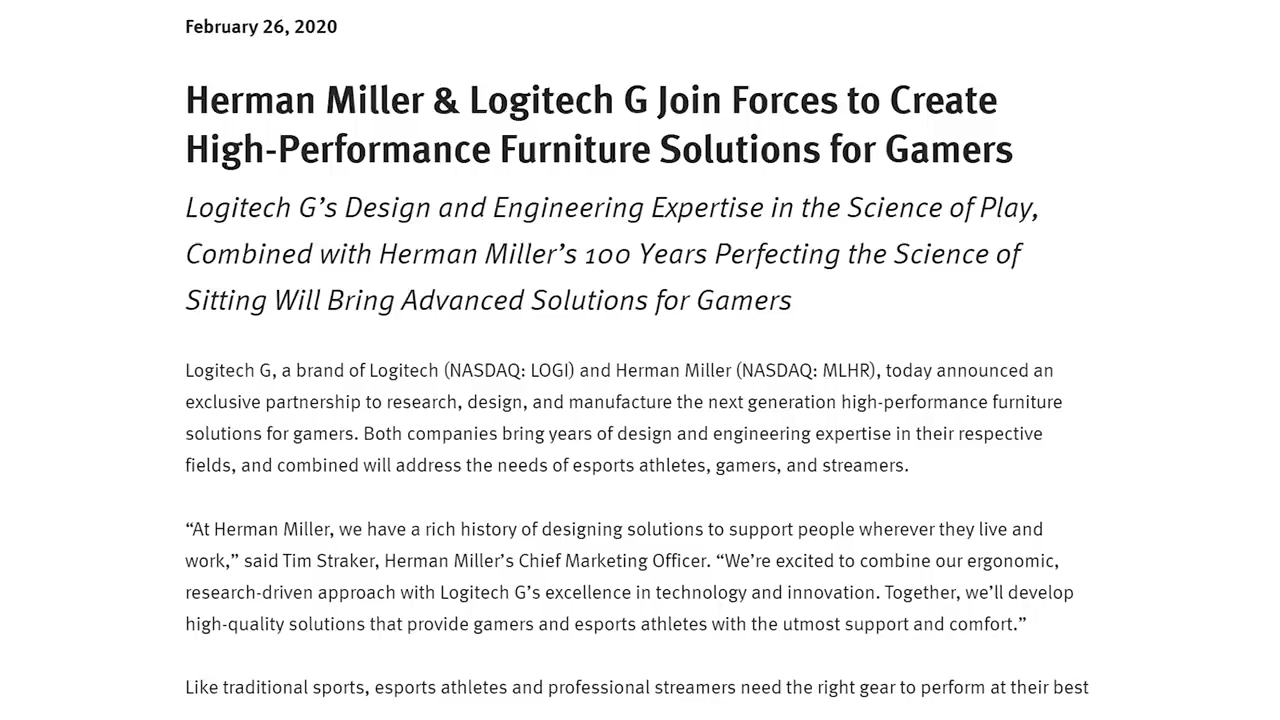 February 26, 2020
Herman Miller & Logitech G Join Forces to Create
High-Performance Furniture Solutions for Gamers
Logitech G’s Design and Engineering Expertise in the Science of Play,
Combined with Herman Miller’s 100 Years Perfecting the Science of
Sitting Will Bring Advanced Solutions for Gamers
Logitech G, a brand of Logitech (NASDAQ: LOGI) and Herman Miller (NASDAQ: MLHR), today announced an
exclusive partnership to research, design, and manufacture the next generation high-performance furniture
solutions for gamers. Both companies bring years of design and engineering expertise in their respective
fields, and combined will address the needs of esports athletes, gamers, and streamers.
“At Herman Miller, we have a rich history of designing solutions to support people wherever they live and
work,” said Tim Straker, Herman Miller’s Chief Marketing Officer. “We’re excited to combine our ergonomic,
research-driven approach with Logitech G’s excellence in technology and innovation. Together, we’ll develop
high-quality solutions that provide gamers and esports athletes with the utmost support and comfort.”
Like traditional sports, esports athletes and professional streamers need the right gear to perform at their best